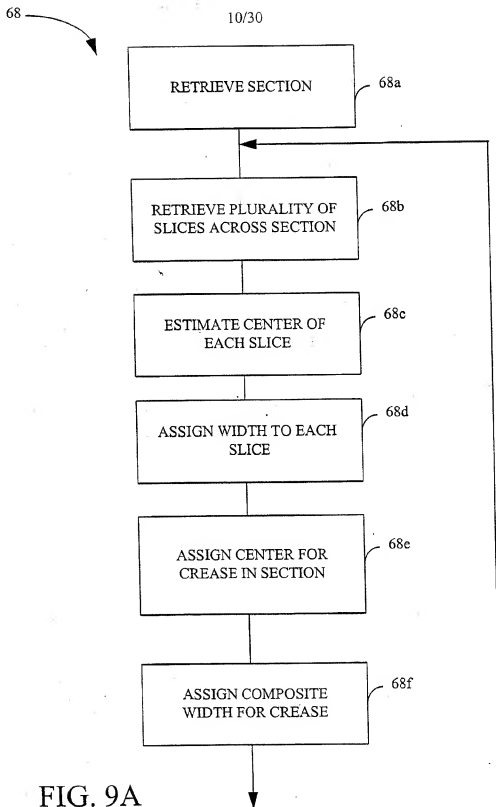 68
10/30
RETRIEVE SECTION
68a
RETRIEVE PLURALITY OF
SLICES ACROSS SECTION
68b
ESTIMATE CENTER OF
EACH SLICE
68c
ASSIGN WIDTH TO EACH
SLICE
68d
ASSIGN CENTER FOR
CREASE IN SECTION
68e
ASSIGN COMPOSITE
WIDTH FOR CREASE
68f
FIG. 9A